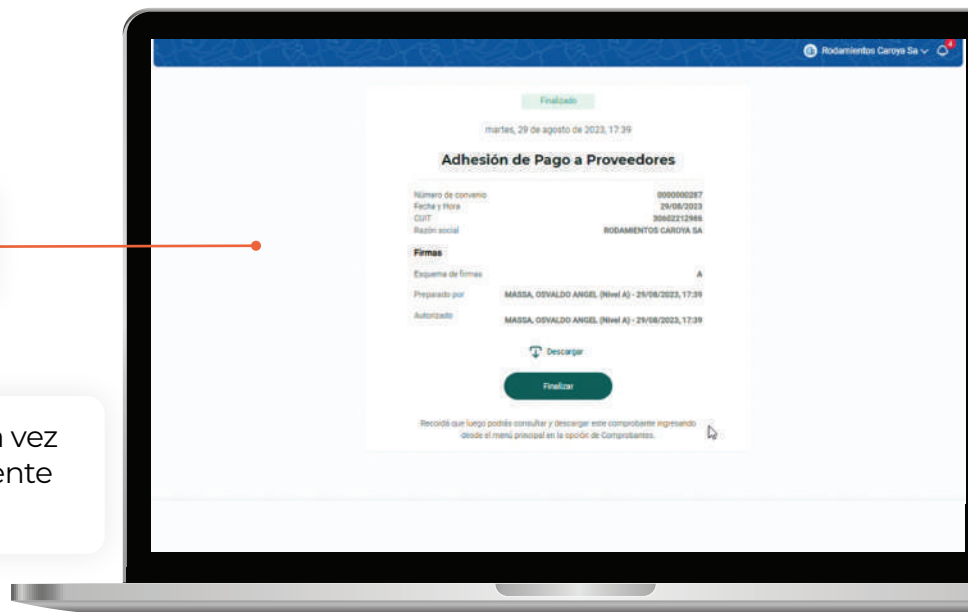 Rodamientos Caroya Sa
4
Finalizado
martes, 29 de agosto de 2023, 17:39
Adhesión de Pago a Proveedores
Número de convenio 0000000287
Fecha y Hora 29/08/2023
CUIT 30602212946
Razón social RODAMIENTOS CAROYA SA
Firmas
Esquema de firmas A
Preparado por MASSA, OSVALDO ANGEL (Nivel A) - 29/08/2023, 17:39
Autorizado MASSA, OSVALDO ANGEL (Nivel A) - 29/08/2023, 17:39
Descargar
Finalizar
Recordá que luego podrás consultar y descargar este comprobante ingresando
desde el menú principal en la opción de Comprobantes.
vez